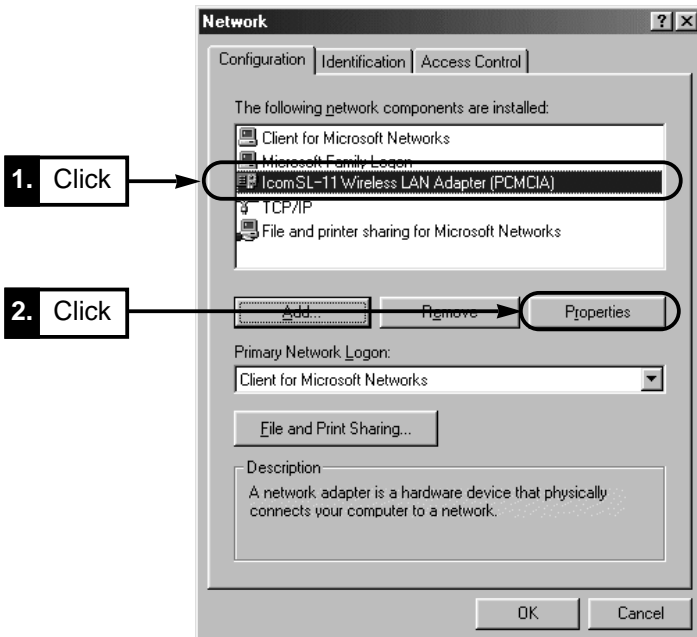 Network
Configuration Identification Access Control
The following network components are installed:
Client for Microsoft Networks
Microsoft Family Logon
1. Click
IcomSL-11 Wireless LAN Adapter (PCMCIA)
TCP/IP
File and printer sharing for Microsoft Networks
2. Click
Add... Remove Properties
Primary Network Logon:
Client for Microsoft Networks
File and Print Sharing...
Description
A network adapter is a hardware device that physically
connects your computer to a network.
OK Cancel